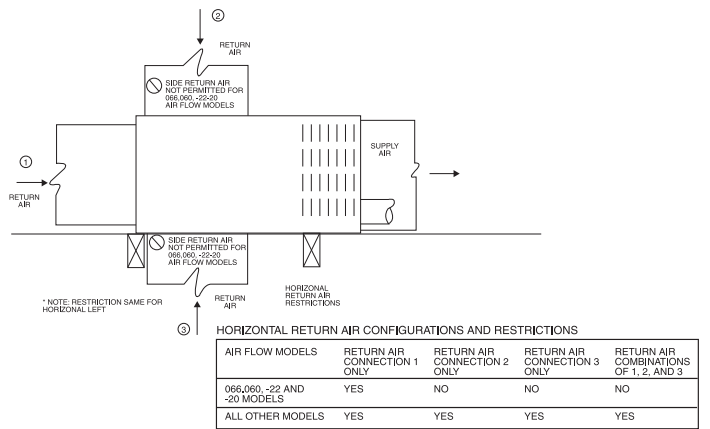 ②
RETURN
AIR
SIDE RETURN AIR
NOT PERMITTED FOR
066,060, -22-20
AIR FLOW MODELS
①
RETURN
AIR
SUPPLY
AIR
SIDE RETURN AIR
NOT PERMITTED FOR
066,060, -22-20
AIR FLOW MODELS
* NOTE: RESTRICTION SAME FOR
HORIZONAL LEFT
③
RETURN
AIR
HORIZONAL
RETURN AIR
RESTRICTIONS
HORIZONTAL RETURN AIR CONFIGURATIONS AND RESTRICTIONS
AIR FLOW MODELS
RETURN AIR
CONNECTION 1
ONLY
RETURN AIR
CONNECTION 2
ONLY
RETURN AIR
CONNECTION 3
ONLY
RETURN AIR
COMBINATIONS
OF 1, 2, AND 3
066,060, -22 AND
-20 MODELS
YES
NO
NO
NO
ALL OTHER MODELS
YES
YES
YES
YES